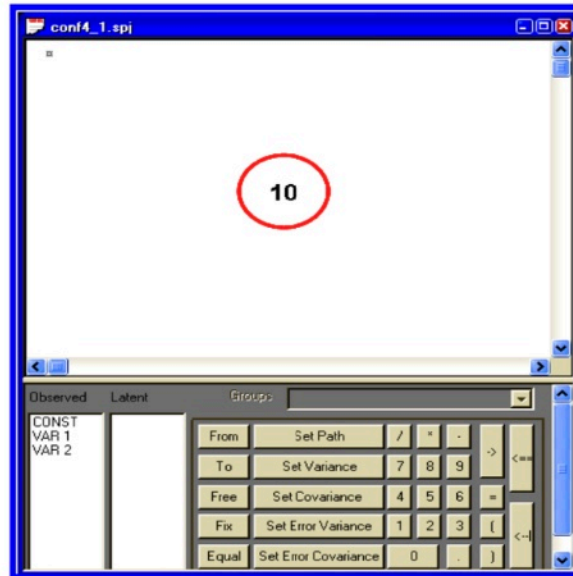 conf4_1.spj
10
Observed Latent Groups
CONST
VAR 1
VAR 2
From Set Path / * - -> <==
To Set Variance 7 8 9
Free Set Covariance 4 5 6 =
Fix Set Error Variance 1 2 3 ( <--|
Equal Set Error Covariance 0 . )